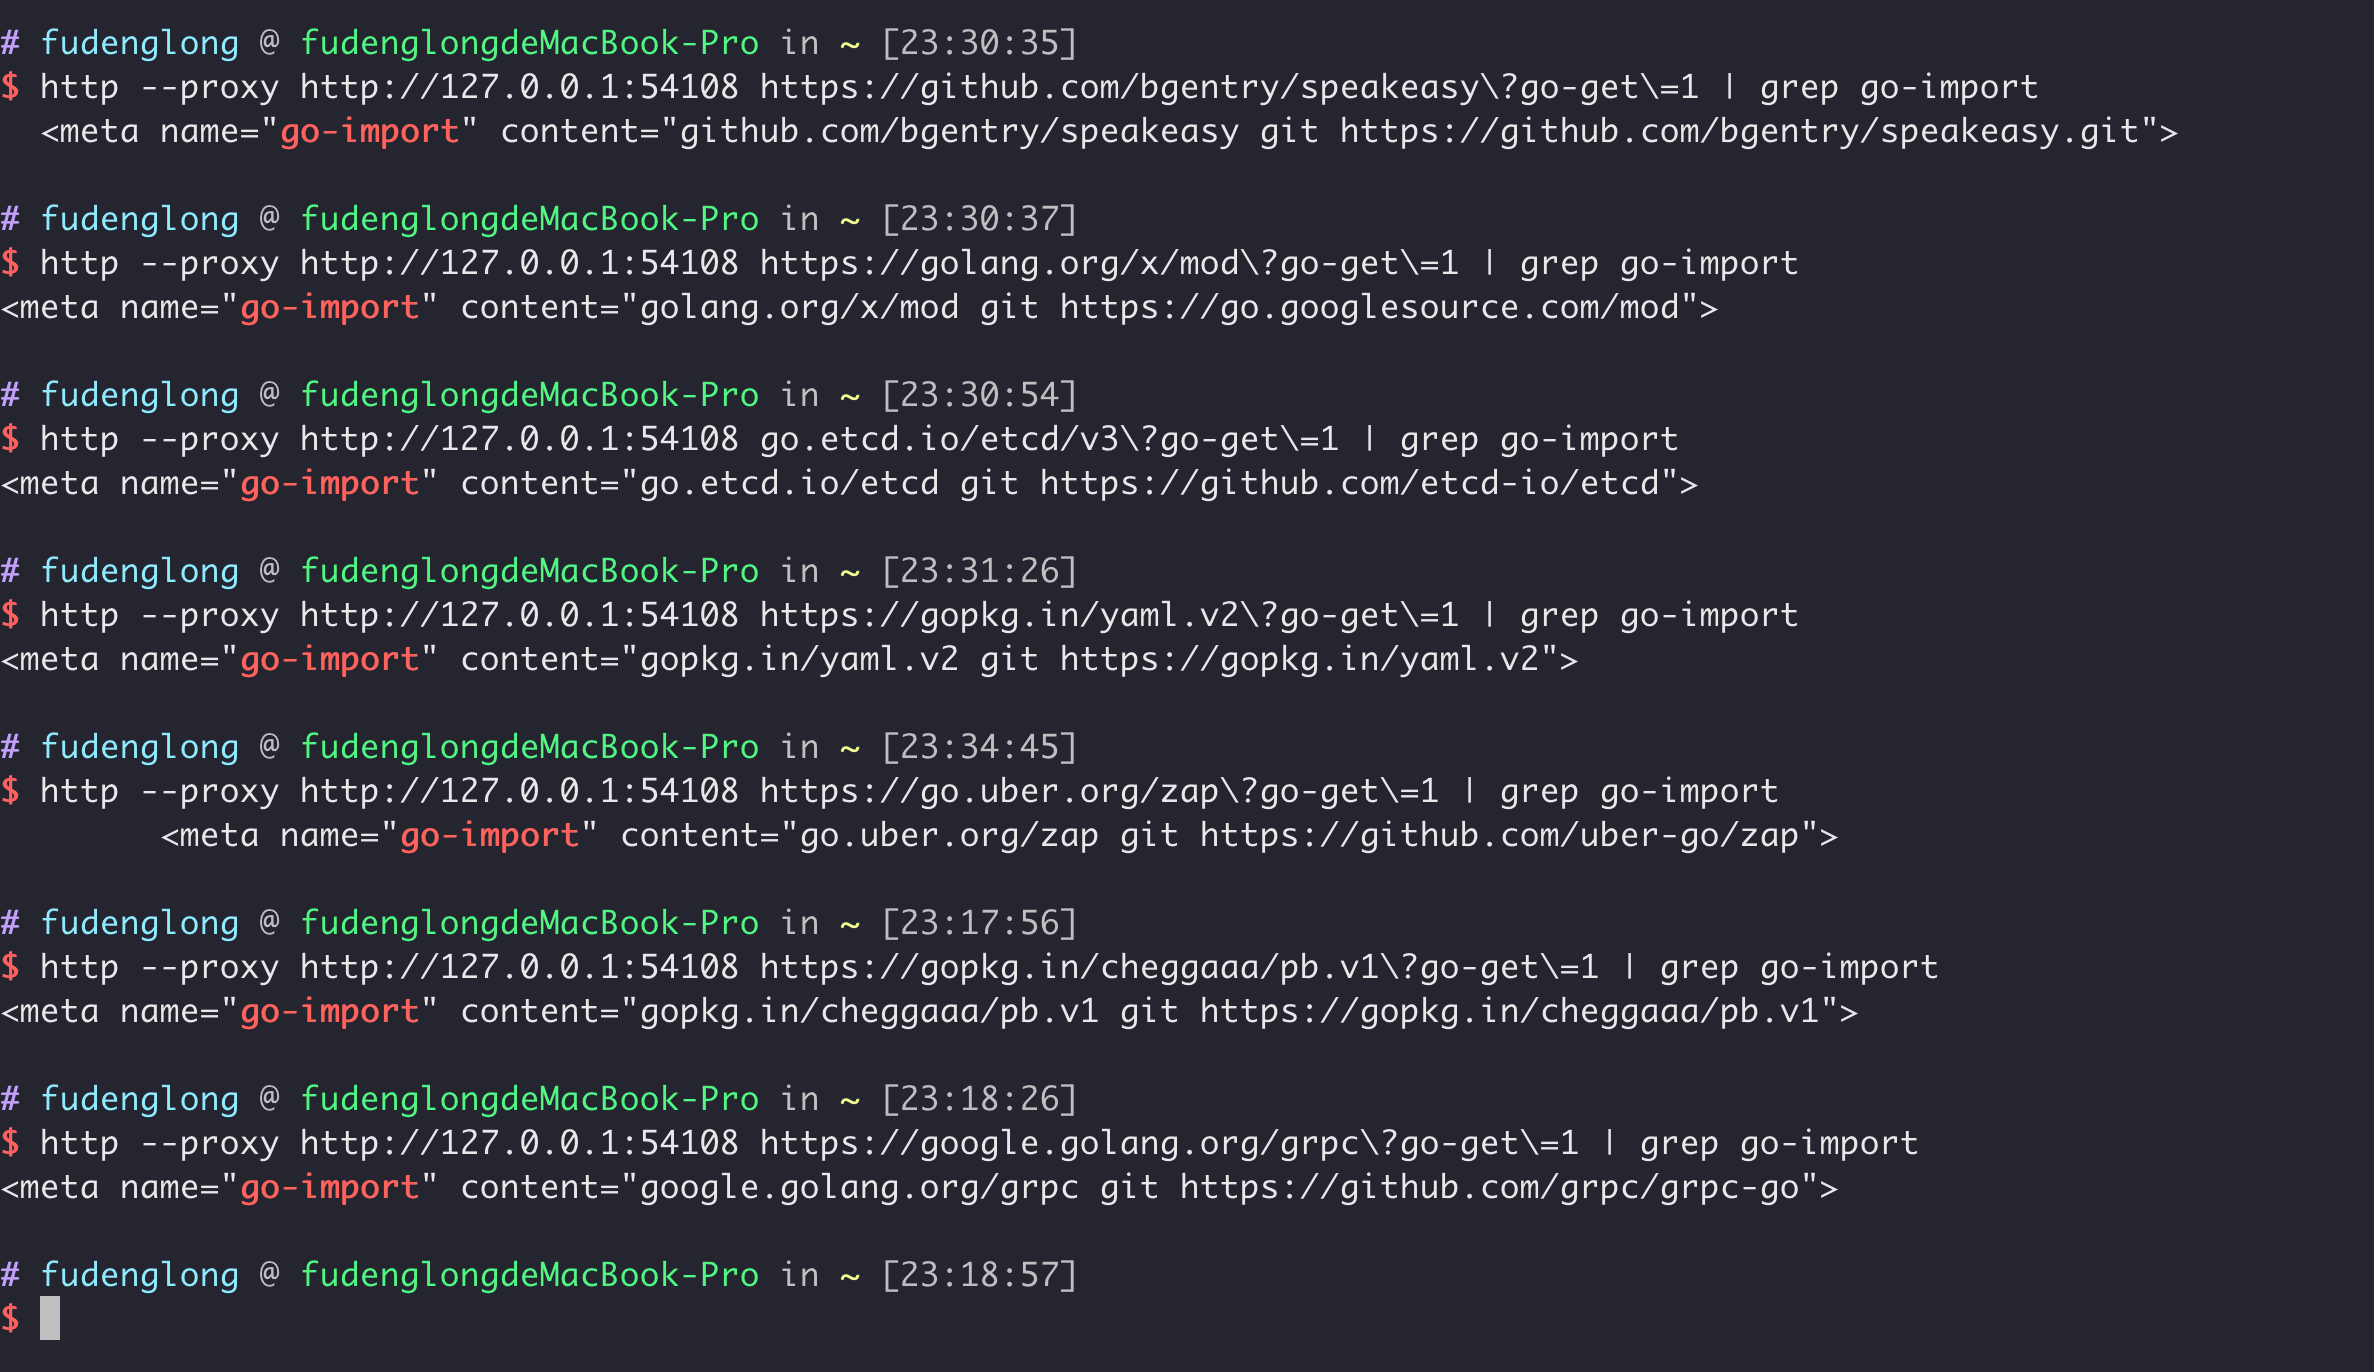 # fudenglong @ fudenglongdeMacBook-Pro in ~ [23:30:35]
$ http --proxy http://127.0.0.1:54108 https://github.com/bgentry/speakeasy\?go-get\=1 | grep go-import
  <meta name="go-import" content="github.com/bgentry/speakeasy git https://github.com/bgentry/speakeasy.git">

# fudenglong @ fudenglongdeMacBook-Pro in ~ [23:30:37]
$ http --proxy http://127.0.0.1:54108 https://golang.org/x/mod\?go-get\=1 | grep go-import
<meta name="go-import" content="golang.org/x/mod git https://go.googlesource.com/mod">

# fudenglong @ fudenglongdeMacBook-Pro in ~ [23:30:54]
$ http --proxy http://127.0.0.1:54108 go.etcd.io/etcd/v3\?go-get\=1 | grep go-import
<meta name="go-import" content="go.etcd.io/etcd git https://github.com/etcd-io/etcd">

# fudenglong @ fudenglongdeMacBook-Pro in ~ [23:31:26]
$ http --proxy http://127.0.0.1:54108 https://gopkg.in/yaml.v2\?go-get\=1 | grep go-import
<meta name="go-import" content="gopkg.in/yaml.v2 git https://gopkg.in/yaml.v2">

# fudenglong @ fudenglongdeMacBook-Pro in ~ [23:34:45]
$ http --proxy http://127.0.0.1:54108 https://go.uber.org/zap\?go-get\=1 | grep go-import
        <meta name="go-import" content="go.uber.org/zap git https://github.com/uber-go/zap">

# fudenglong @ fudenglongdeMacBook-Pro in ~ [23:17:56]
$ http --proxy http://127.0.0.1:54108 https://gopkg.in/cheggaaa/pb.v1\?go-get\=1 | grep go-import
<meta name="go-import" content="gopkg.in/cheggaaa/pb.v1 git https://gopkg.in/cheggaaa/pb.v1">

# fudenglong @ fudenglongdeMacBook-Pro in ~ [23:18:26]
$ http --proxy http://127.0.0.1:54108 https://google.golang.org/grpc\?go-get\=1 | grep go-import
<meta name="go-import" content="google.golang.org/grpc git https://github.com/grpc/grpc-go">

# fudenglong @ fudenglongdeMacBook-Pro in ~ [23:18:57]
$